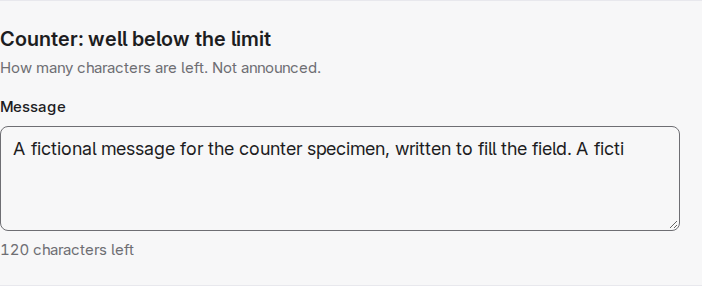 Counter: well below the limit
How many characters are left. Not announced.
Message
A fictional message for the counter specimen, written to fill the field. A ficti
120 characters left